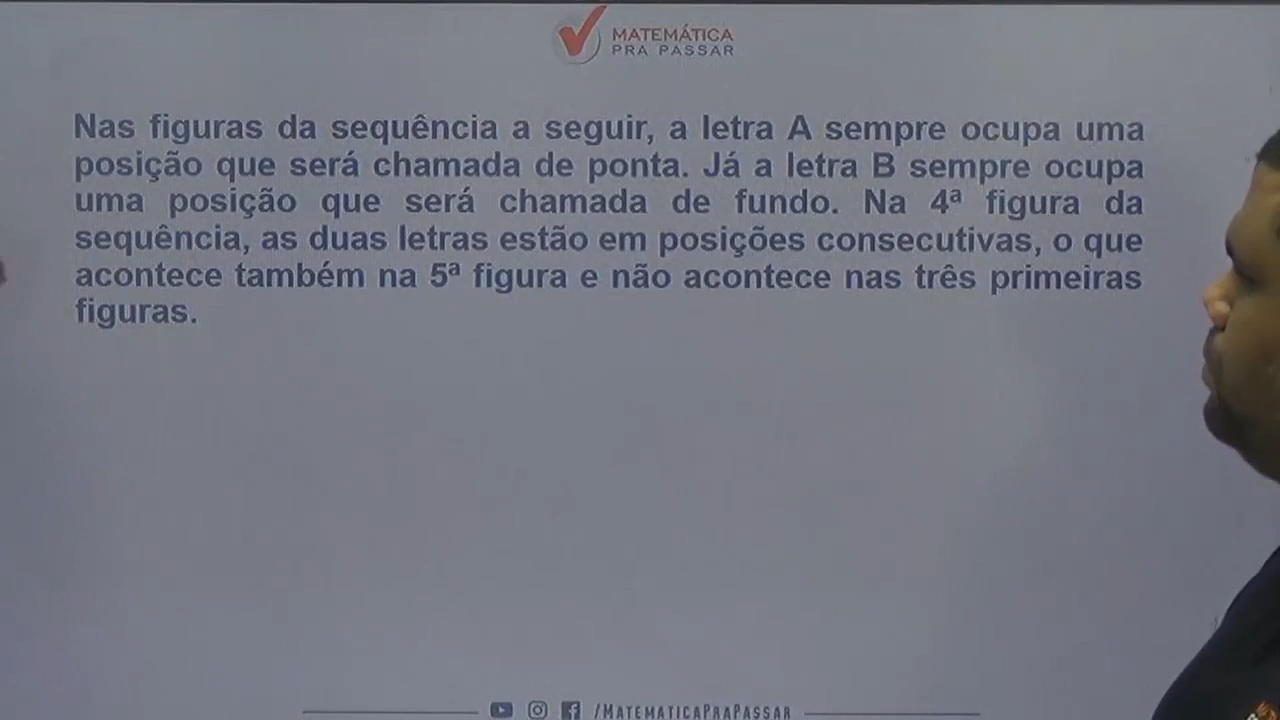 MATEMÁTICA
PRA PASSAR
Nas figuras da sequência a seguir, a letra A sempre ocupa uma
posição que será chamada de ponta. Já a letra B sempre ocupa
uma posição que será chamada de fundo. Na 4ª figura da
sequência, as duas letras estão em posições consecutivas, o que
acontece também na 5ª figura e não acontece nas três primeiras
figuras.
/MATEMATICAPRAPASSAR